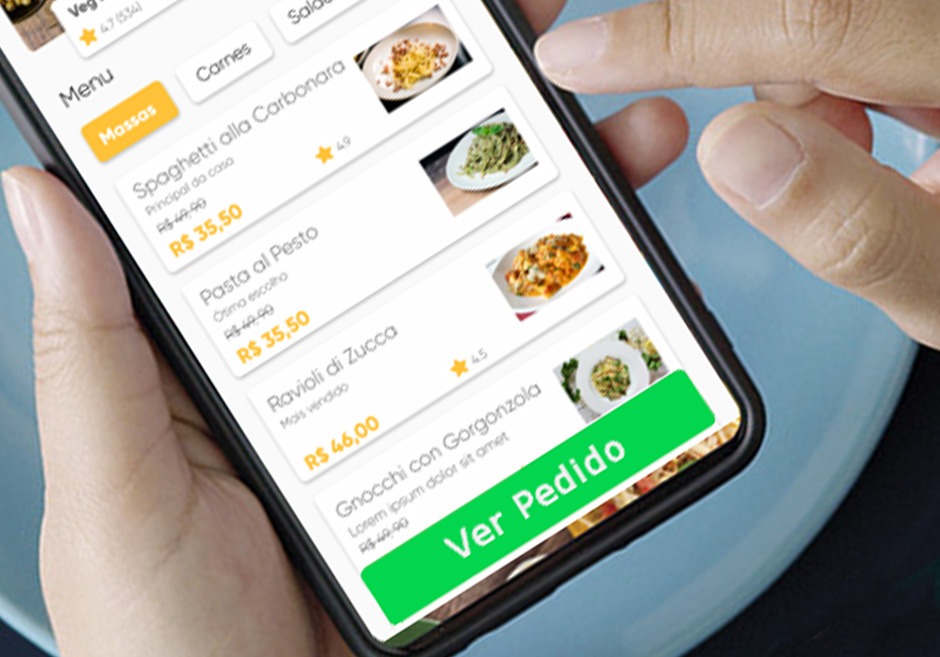 Veg
4.7 (534)
Menu
Massas
Carnes
Salad
Spaghetti alla Carbonara
Principal da casa
4,9
R$ 49,90
R$ 35,50
Pasta al Pesto
Ótima escolha
R$ 49,90
R$ 35,50
Ravioli di Zucca
Mais vendido
4.5
R$ 46,00
Gnocchi con Gorgonzola
Lorem ipsum dolor sit amet
R$ 49,90
Ver Pedido